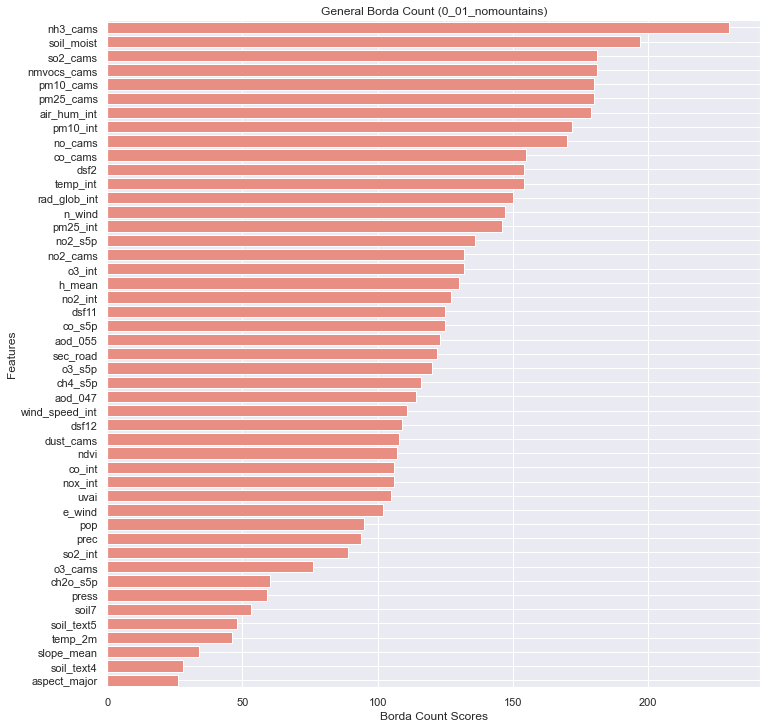 General Borda Count (0_01_nomountains)
nh3_cams
soil_moist
so2_cams
nmvocs_cams
pm10_cams
pm25_cams
air_hum_int
pm10_int
no_cams
co_cams
dsf2
temp_int
rad_glob_int
n_wind
pm25_int
no2_s5p
no2_cams
o3_int
h_mean
no2_int
dsf11
co_s5p
aod_055
sec_road
o3_s5p
ch4_s5p
aod_047
wind_speed_int
dsf12
dust_cams
ndvi
co_int
nox_int
uvai
e_wind
pop
prec
so2_int
o3_cams
ch2o_s5p
press
soil7
soil_text5
temp_2m
slope_mean
soil_text4
aspect_major
Features
0 50 100 150 200
Borda Count Scores